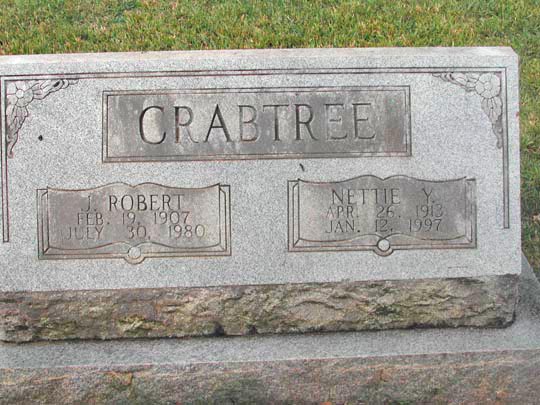 CRABTREE
J. ROBERT
FEB. 19, 1907
JULY 30, 1980
NETTIE Y.
APR. 26, 1913
JAN. 12, 1997